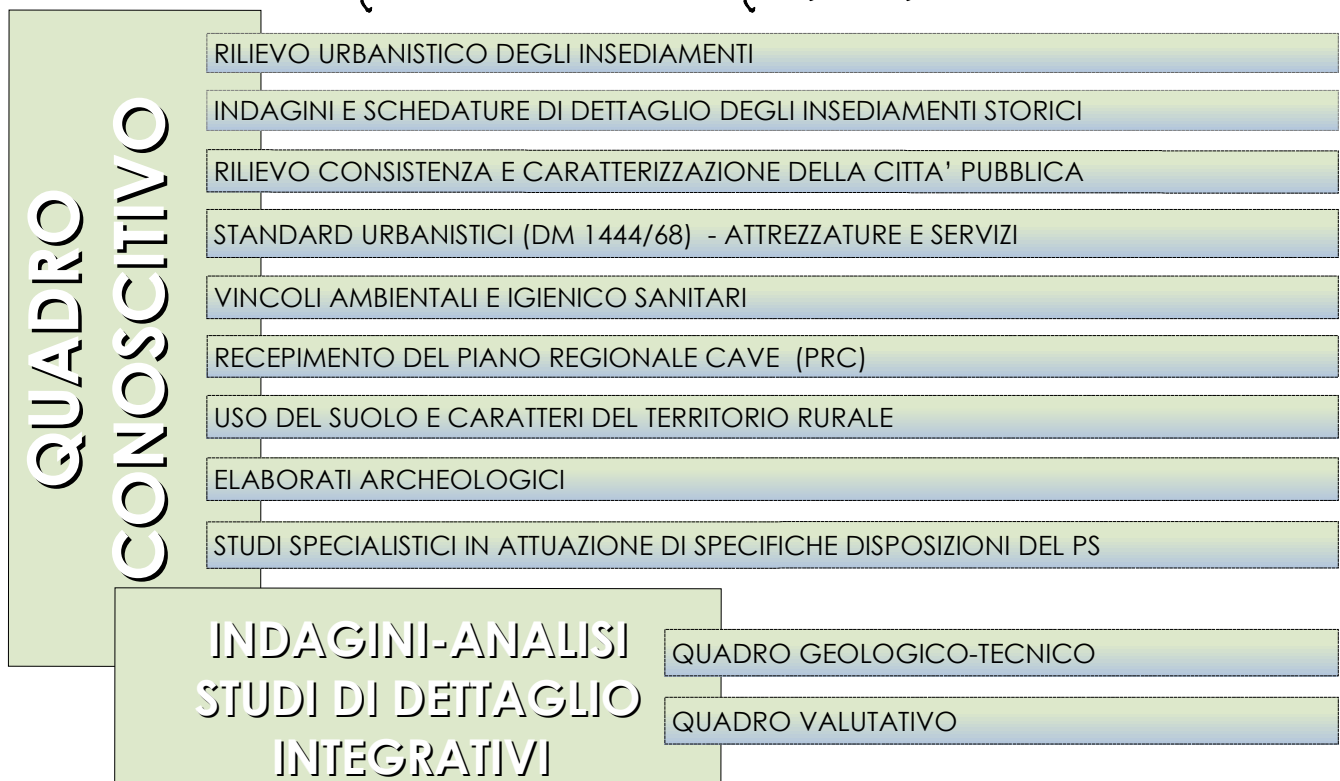 QUADRO
CONOSCITIVO
RILIEVO URBANISTICO DEGLI INSEDIAMENTI
INDAGINI E SCHEDATURE DI DETTAGLIO DEGLI INSEDIAMENTI STORICI
RILIEVO CONSISTENZA E CARATTERIZZAZIONE DELLA CITTA' PUBBLICA
STANDARD URBANISTICI (DM 1444/68) - ATTREZZATURE E SERVIZI
VINCOLI AMBIENTALI E IGIENICO SANITARI
RECEPIMENTO DEL PIANO REGIONALE CAVE (PRC)
USO DEL SUOLO E CARATTERI DEL TERRITORIO RURALE
ELABORATI ARCHEOLOGICI
STUDI SPECIALISTICI IN ATTUAZIONE DI SPECIFICHE DISPOSIZIONI DEL PS
INDAGINI-ANALISI
STUDI DI DETTAGLIO
INTEGRATIVI
QUADRO GEOLOGICO-TECNICO
QUADRO VALUTATIVO